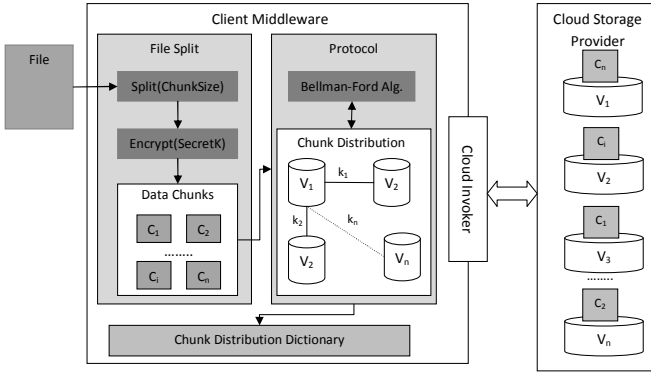 Client Middleware
File
File Split
Split(ChunkSize)
Encrypt(SecretK)
Data Chunks
C1
C2
........
Ci
Cn
Protocol
Bellman-Ford Alg.
Chunk Distribution
V1
k1
V2
k2
kn
V2
Vn
Chunk Distribution Dictionary
Cloud Invoker
Cloud Storage
Provider
Cn
V1
Ci
V2
C1
V3
........
C2
Vn